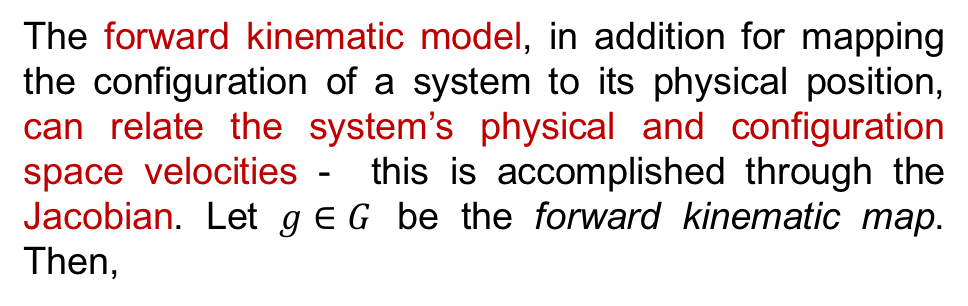 The forward kinematic model, in addition for mapping
the configuration of a system to its physical position,
can relate the system’s physical and configuration
space velocities - this is accomplished through the
Jacobian. Let 𝑔 ∈ 𝐺 be the forward kinematic map.
Then,